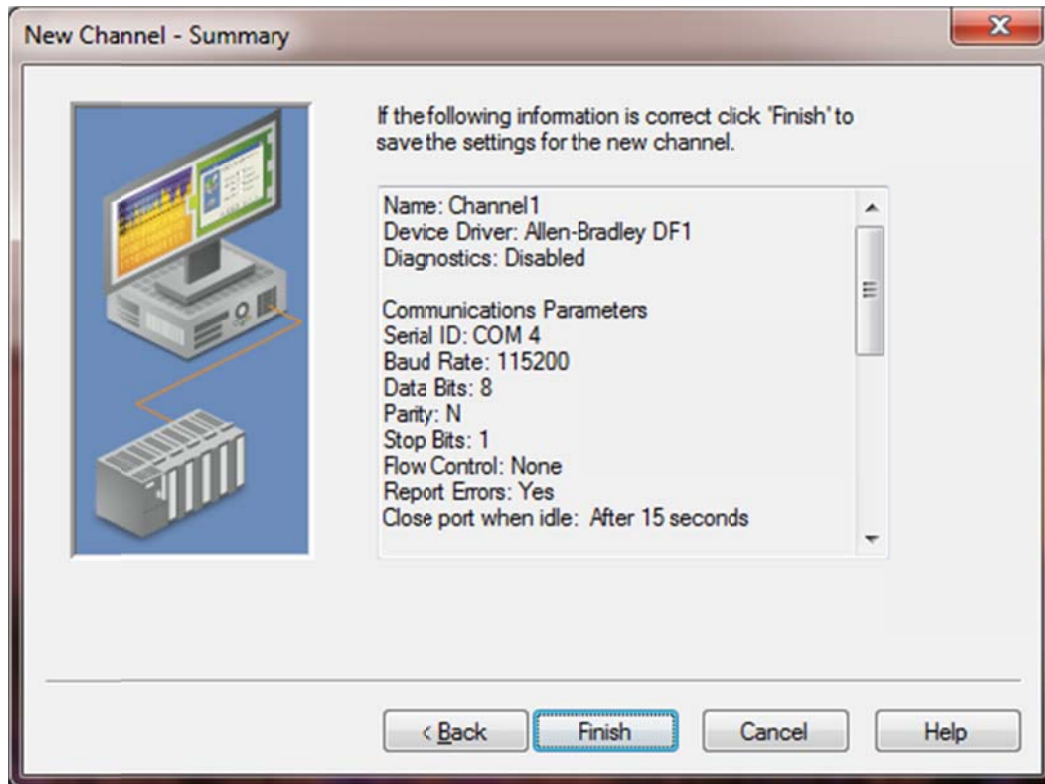 New Channel - Summary
If the following information is correct click 'Finish' to
save the settings for the new channel.
Name: Channel1
Device Driver: Allen-Bradley DF1
Diagnostics: Disabled
Communications Parameters
Serial ID: COM 4
Baud Rate: 115200
Data Bits: 8
Parity: N
Stop Bits: 1
Flow Control: None
Report Errors: Yes
Close port when idle: After 15 seconds
< Back
Finish
Cancel
Help